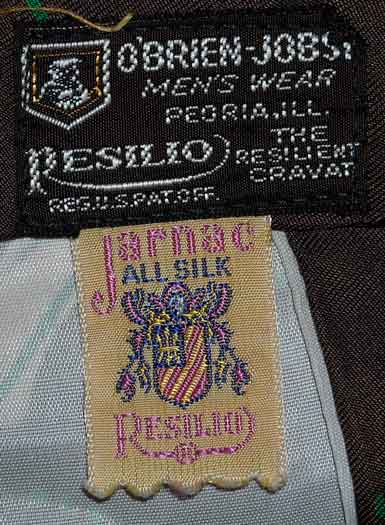 O'BRIEN-JOBST
MEN'S WEAR
PEORIA, ILL.
RESILIO
THE
RESILIENT
CRAVAT
REG.U.S.PAT.OFF.
Jarnac
ALL SILK
RESILIO